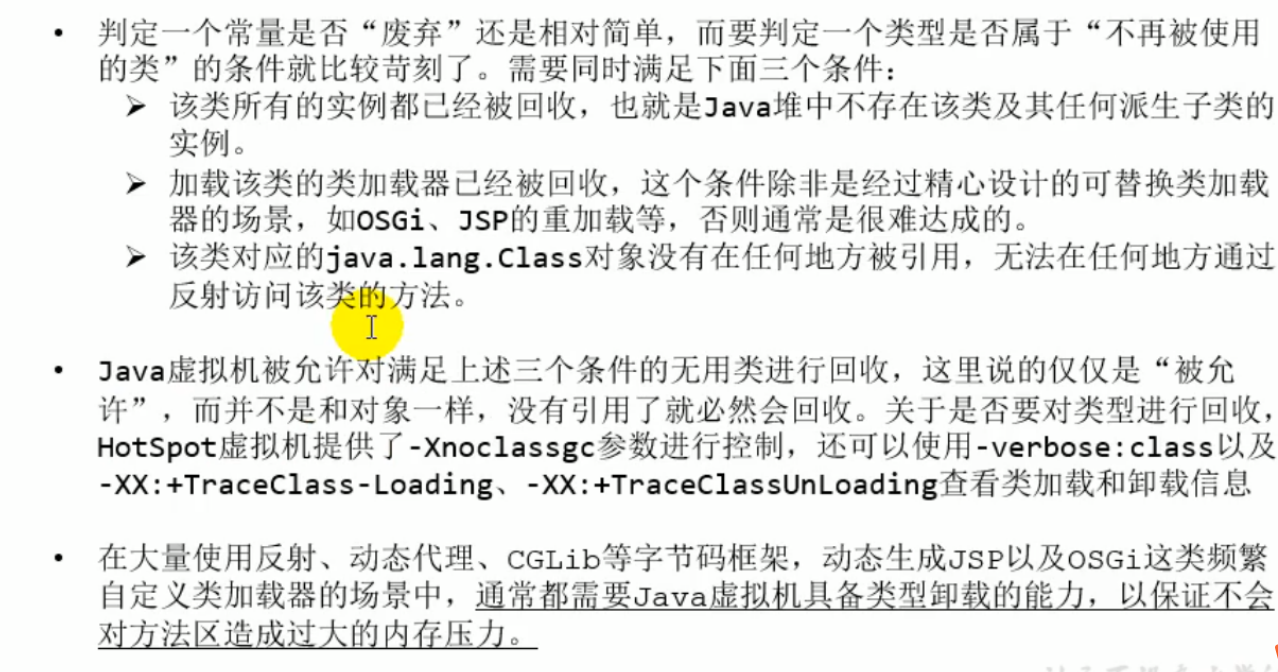 • 判定一个常量是否“废弃”还是相对简单，而要判定一个类型是否属于“不再被使用
的类”的条件就比较苛刻了。需要同时满足下面三个条件：
➢ 该类所有的实例都已经被回收，也就是Java堆中不存在该类及其任何派生子类的
实例。
➢ 加载该类的类加载器已经被回收，这个条件除非是经过精心设计的可替换类加载
器的场景，如OSGi、JSP的重加载等，否则通常是很难达成的。
➢ 该类对应的java.lang.Class对象没有在任何地方被引用，无法在任何地方通过
反射访问该类的方法。
• Java虚拟机被允许对满足上述三个条件的无用类进行回收，这里说的仅仅是“被允
许”，而并不是和对象一样，没有引用了就必然会回收。关于是否要对类型进行回收，
HotSpot虚拟机提供了-Xnoclassgc参数进行控制，还可以使用-verbose:class以及
-XX:+TraceClass-Loading、-XX:+TraceClassUnLoading查看类加载和卸载信息
• 在大量使用反射、动态代理、CGLib等字节码框架，动态生成JSP以及OSGi这类频繁
自定义类加载器的场景中，通常都需要Java虚拟机具备类型卸载的能力，以保证不会
对方法区造成过大的内存压力。